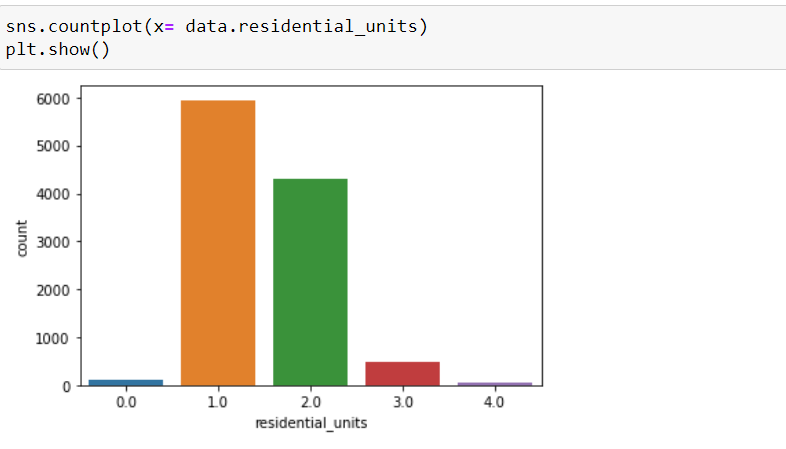 sns.countplot(x= data.residential_units)
plt.show()
6000
5000
4000
3000
2000
1000
0
count
0.0 1.0 2.0 3.0 4.0
residential_units